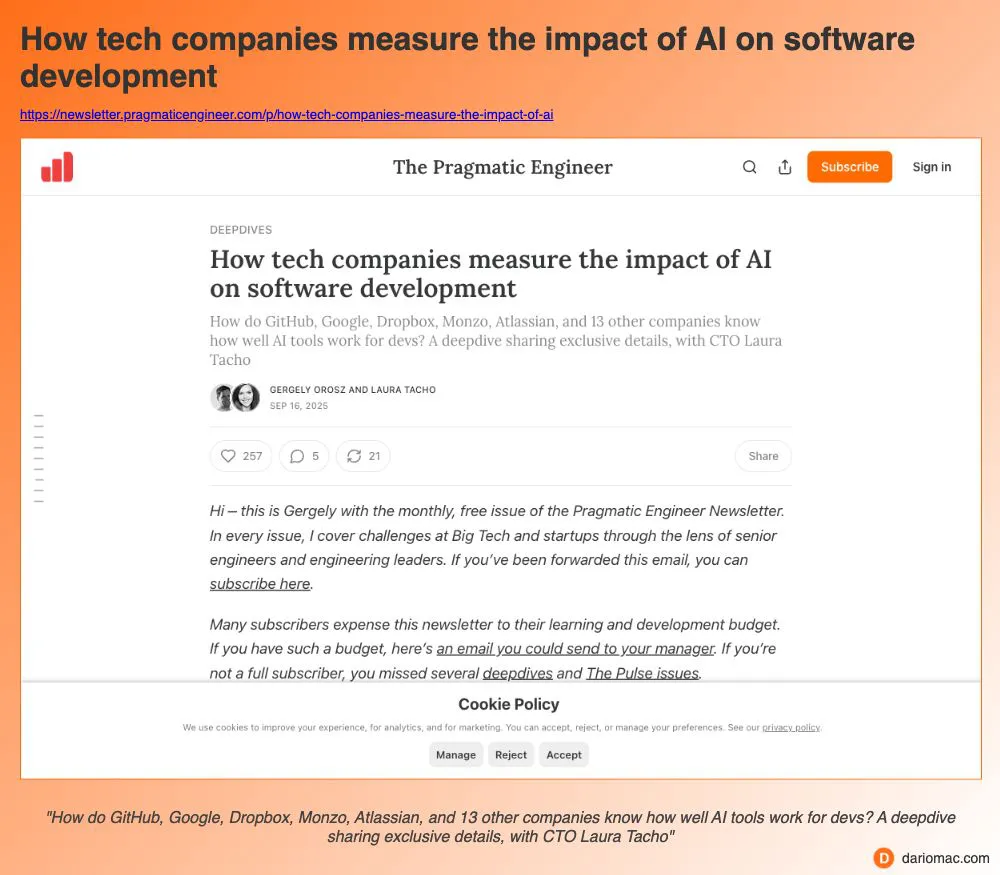 How tech companies measure the impact of AI on software
development
https://newsletter.pragmaticengineer.com/p/how-tech-companies-measure-the-impact-of-ai
The Pragmatic Engineer
Subscribe
Sign in
DEEPDIVES
How tech companies measure the impact of AI
on software development
How do GitHub, Google, Dropbox, Monzo, Atlassian, and 13 other companies know
how well AI tools work for devs? A deepdive sharing exclusive details, with CTO Laura
Tacho
GERGELY OROSZ AND LAURA TACHO
SEP 16, 2025
257
5
21
Share
Hi – this is Gergely with the monthly, free issue of the Pragmatic Engineer Newsletter.
In every issue, I cover challenges at Big Tech and startups through the lens of senior
engineers and engineering leaders. If you've been forwarded this email, you can
subscribe here.
Many subscribers expense this newsletter to their learning and development budget.
If you have such a budget, here's an email you could send to your manager. If you're
not a full subscriber, you missed several deepdives and The Pulse issues.
Cookie Policy
We use cookies to improve your experience, for analytics, and for marketing. You can accept, reject, or manage your preferences. See our privacy policy.
Manage
Reject
Accept
"How do GitHub, Google, Dropbox, Monzo, Atlassian, and 13 other companies know how well AI tools work for devs? A deepdive
sharing exclusive details, with CTO Laura Tacho"
D
dariomac.com